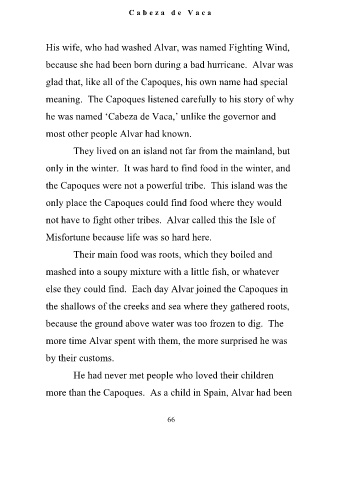 Cabeza de Vaca
His wife, who had washed Alvar, was named Fighting Wind,
because she had been born during a bad hurricane.  Alvar was
glad that, like all of the Capoques, his own name had special
meaning.  The Capoques listened carefully to his story of why
he was named ‘Cabeza de Vaca,’ unlike the governor and
most other people Alvar had known.
They lived on an island not far from the mainland, but
only in the winter.  It was hard to find food in the winter, and
the Capoques were not a powerful tribe.  This island was the
only place the Capoques could find food where they would
not have to fight other tribes.  Alvar called this the Isle of
Misfortune because life was so hard here.
Their main food was roots, which they boiled and
mashed into a soupy mixture with a little fish, or whatever
else they could find.  Each day Alvar joined the Capoques in
the shallows of the creeks and sea where they gathered roots,
because the ground above water was too frozen to dig.  The
more time Alvar spent with them, the more surprised he was
by their customs.
He had never met people who loved their children
more than the Capoques.  As a child in Spain, Alvar had been
66